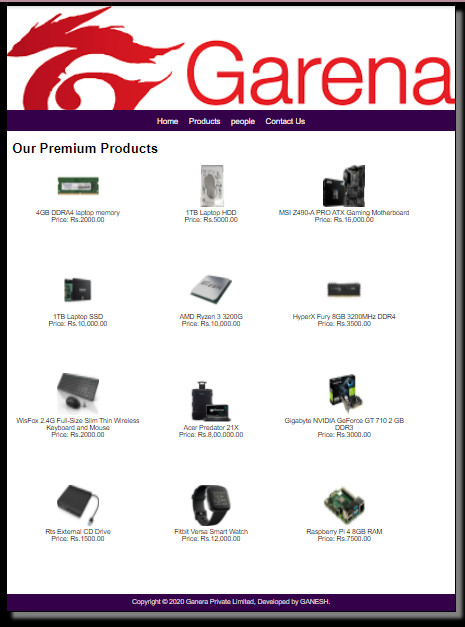 Garena
Home Products people Contact Us
Our Premium Products
4GB DDRA4 laptop memory
Price: Rs.2000.00
1TB Laptop HDD
Price: Rs.5000.00
MSI Z490-A PRO ATX Gaming Motherboard
Price: Rs.16,000.00
1TB Laptop SSD
Price: Rs.10,000.00
AMD Ryzen 3 3200G
Price: Rs.10,000.00
HyperX Fury 8GB 3200MHz DDR4
Price: Rs.3500.00
WisFox 2.4G Full-Size Slim Thin Wireless
Keyboard and Mouse
Price: Rs.2000.00
Acer Predator 21X
Price: Rs.8,00,000.00
Gigabyte NVIDIA GeForce GT 710 2 GB
DDR3
Price: Rs.3000.00
Rts External CD Drive
Price: Rs.1500.00
Fitbit Versa Smart Watch
Price: Rs.12,000.00
Raspberry Pi 4 8GB RAM
Price: Rs.7500.00
Copyright © 2020 Ganera Private Limited, Developed by GANESH.